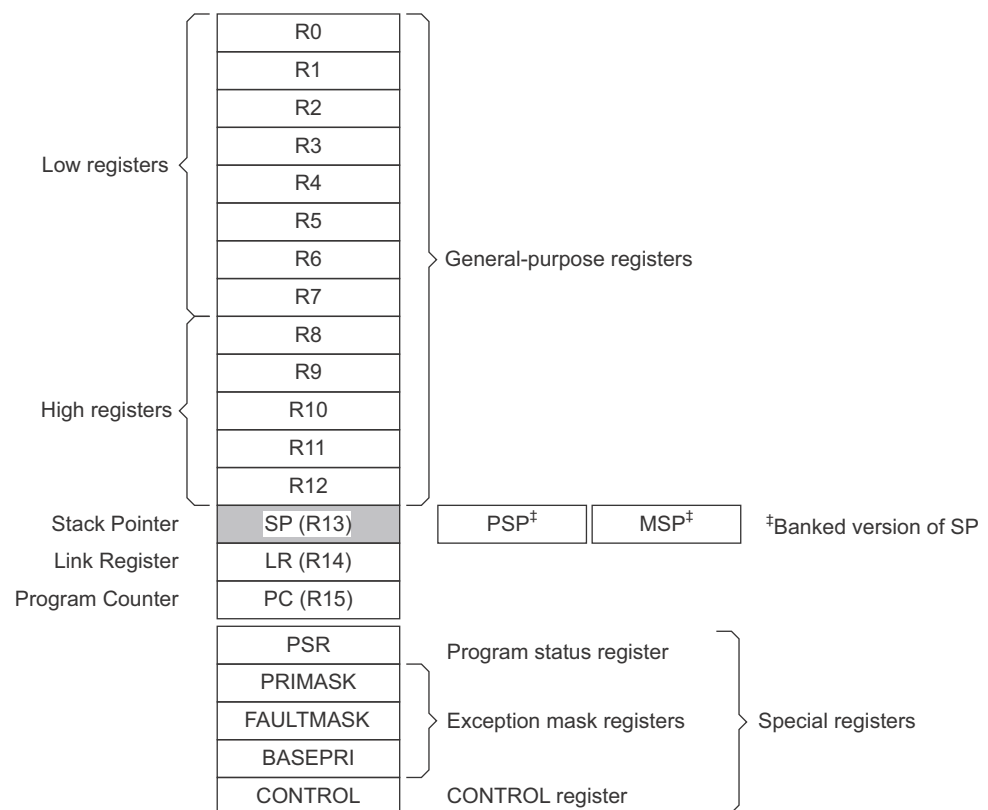 R0
R1
R2
R3
Low registers
R4
R5
R6
General-purpose registers
R7
R8
R9
High registers
R10
R11
R12
Stack Pointer SP (R13) PSP‡ MSP‡ ‡Banked version of SP
Link Register LR (R14)
Program Counter PC (R15)
PSR Program status register
PRIMASK
FAULTMASK Exception mask registers Special registers
BASEPRI
CONTROL CONTROL register